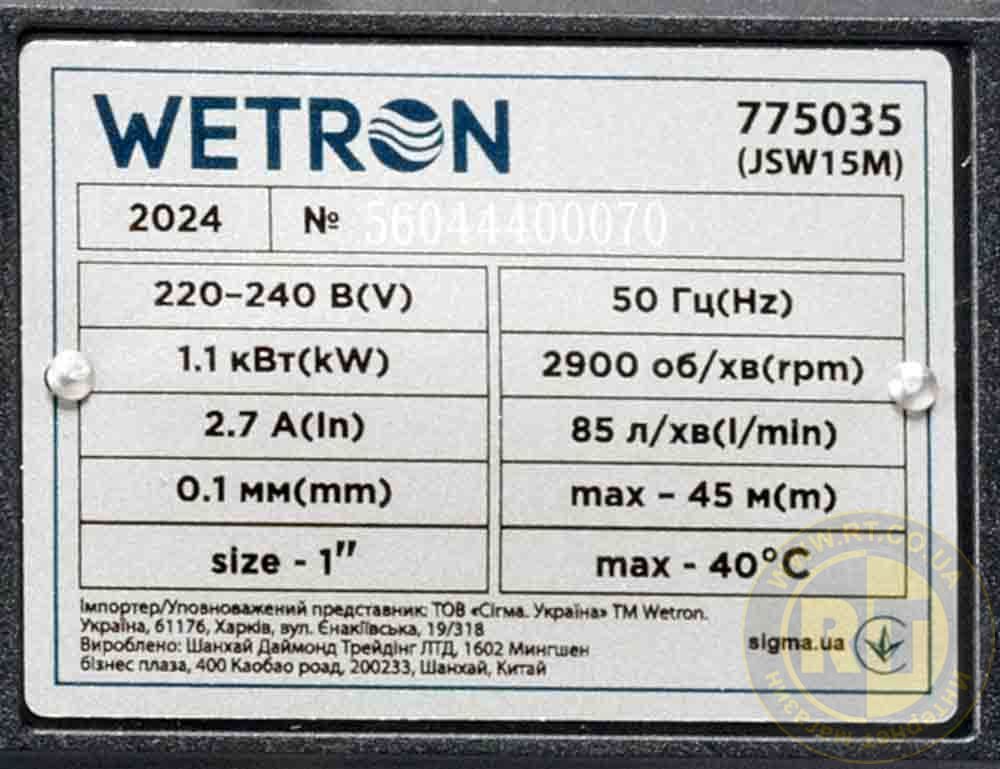 WETRON
775035
(JSW15M)
2024
№ 56044400070
220-240 В(V)
50 Гц(Hz)
1.1 кВт(kW)
2900 об/хв(rpm)
2.7 А(In)
85 л/хв(l/min)
0.1 мм(mm)
max - 45 м(m)
size - 1"
max - 40°C
Імпортер/Уповноважений представник: ТОВ «Сігма. Україна» ТМ Wetron.
Україна, 61176, Харків, вул. Єнакіївська, 19/318
Вироблено: Шанхай Даймонд Трейдінг ЛТД, 1602 Мингшен
бізнес плаза, 400 Каобао роад, 200233, Шанхай, Китай
sigma.ua
WWW.RT.CO.UA
RT
Интернет магазин